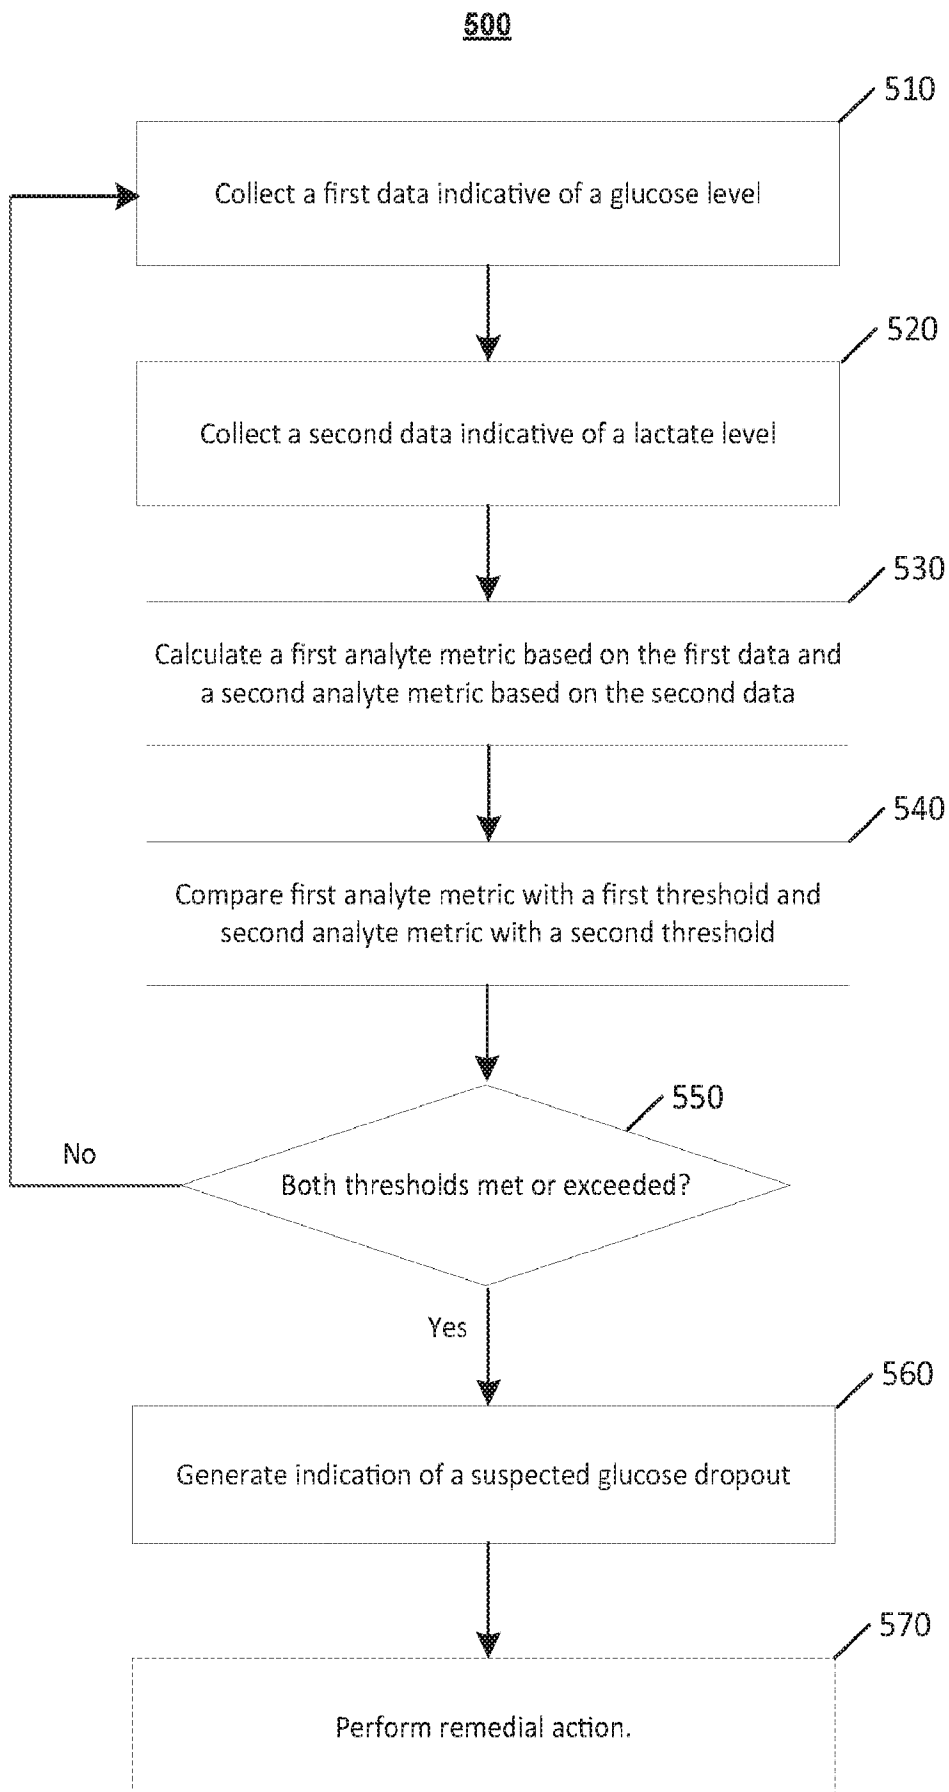 500
510
Collect a first data indicative of a glucose level
520
Collect a second data indicative of a lactate level
530
Calculate a first analyte metric based on the first data and
a second analyte metric based on the second data
540
Compare first analyte metric with a first threshold and
second analyte metric with a second threshold
550
No
Both thresholds met or exceeded?
Yes
560
Generate indication of a suspected glucose dropout
570
Perform remedial action.